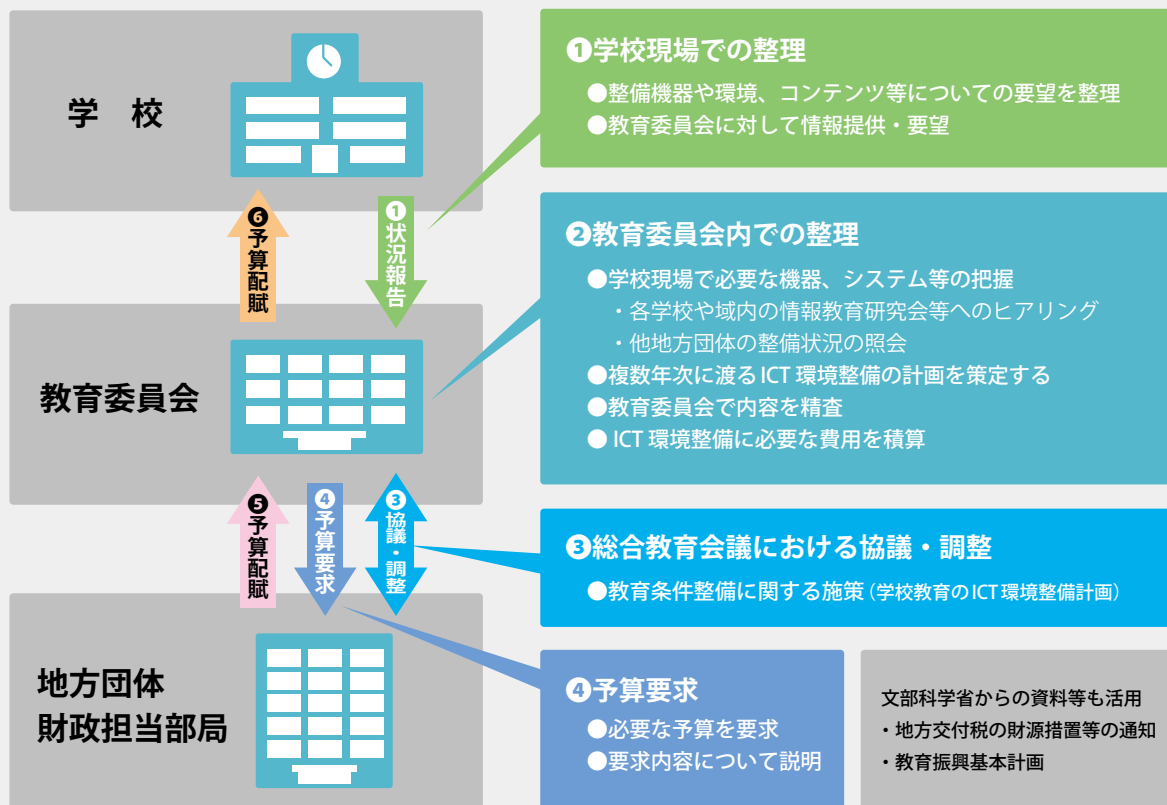 学　校
❶状況報告
❻予算配賦
教育委員会
❺予算配賦
❹予算要求
❸協議・調整
地方団体
財政担当部局
❶学校現場での整理
●整備機器や環境、コンテンツ等についての要望を整理
●教育委員会に対して情報提供・要望
❷教育委員会内での整理
●学校現場で必要な機器、システム等の把握
・各学校や域内の情報教育研究会等へのヒアリング
・他地方団体の整備状況の照会
●複数年次に渡るICT環境整備の計画を策定する
●教育委員会で内容を精査
●ICT環境整備に必要な費用を積算
❸総合教育会議における協議・調整
●教育条件整備に関する施策（学校教育のICT環境整備計画）
❹予算要求
●必要な予算を要求
●要求内容について説明
文部科学省からの資料等も活用
・地方交付税の財源措置等の通知
・教育振興基本計画